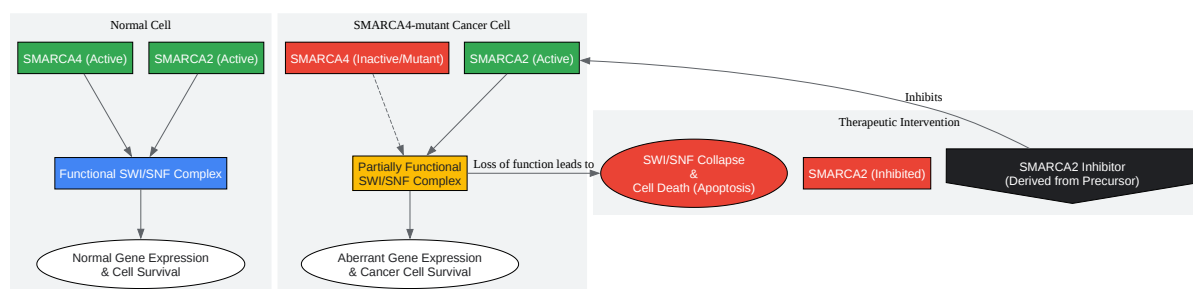 Normal Cell
SMARCA4 (Active)
SMARCA2 (Active)
Functional SWI/SNF Complex
Normal Gene Expression
& Cell Survival
SMARCA4-mutant Cancer Cell
SMARCA4 (Inactive/Mutant)
SMARCA2 (Active)
Partially Functional
SWI/SNF Complex
Aberrant Gene Expression
& Cancer Cell Survival
Loss of function leads to
Inhibits
Therapeutic Intervention
SWI/SNF Collapse
&
Cell Death (Apoptosis)
SMARCA2 (Inhibited)
SMARCA2 Inhibitor
(Derived from Precursor)